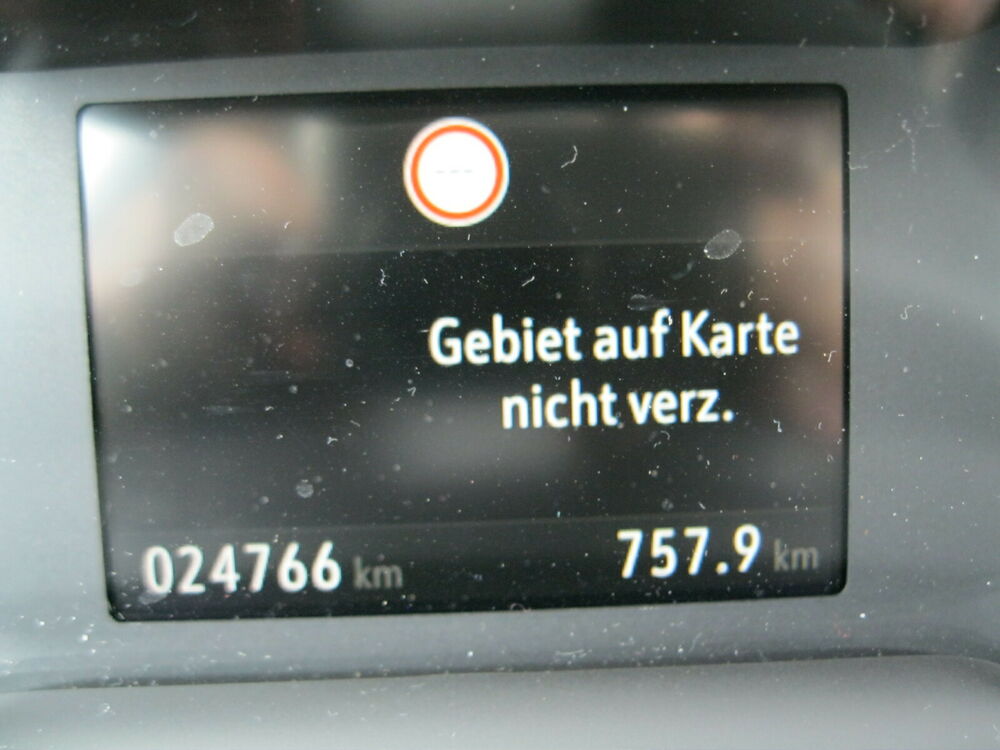 ---
Gebiet auf Karte
nicht verz.
024766 km
757.9 km